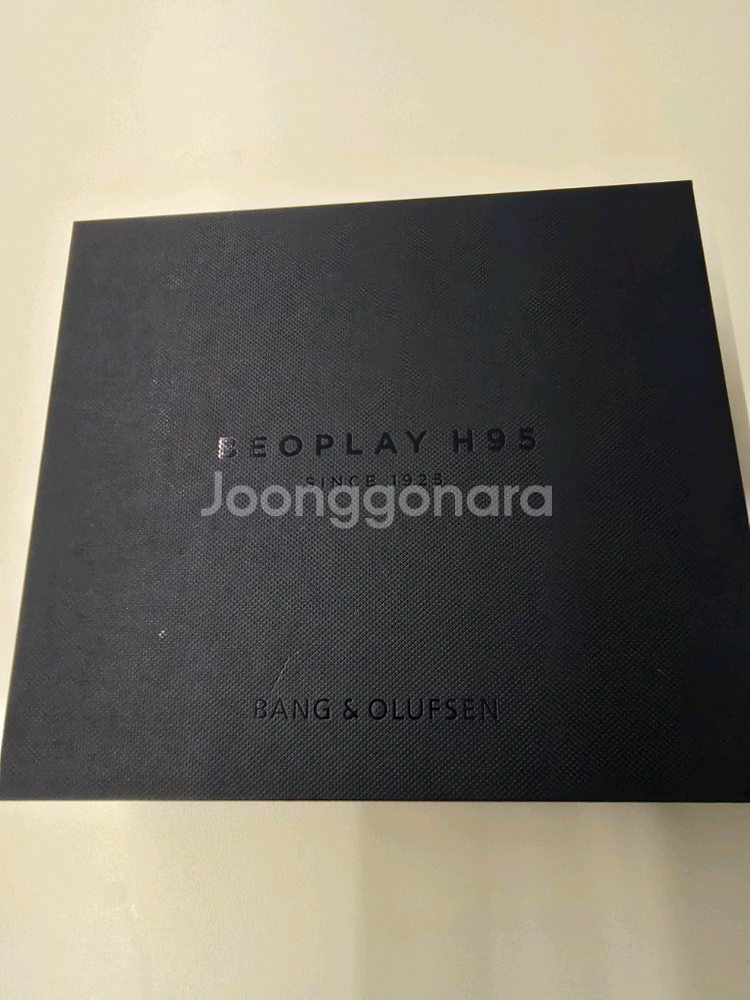 BEOPLAY H95
SINCE 1925
Joonggonara
BANG & OLUFSEN